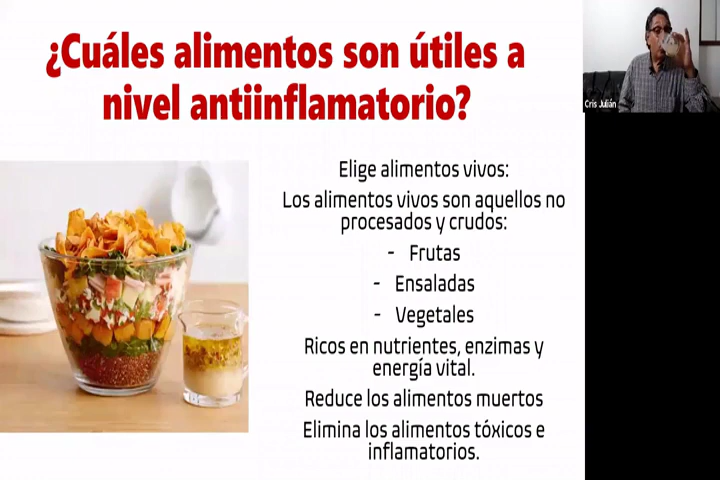 ¿Cuáles alimentos son útiles a
nivel antiinflamatorio?
Cris Julián
Elige alimentos vivos:
Los alimentos vivos son aquellos no
procesados y crudos:
- Frutas
- Ensaladas
- Vegetales
Ricos en nutrientes, enzimas y
energía vital.
Reduce los alimentos muertos
Elimina los alimentos tóxicos e
inflamatorios.